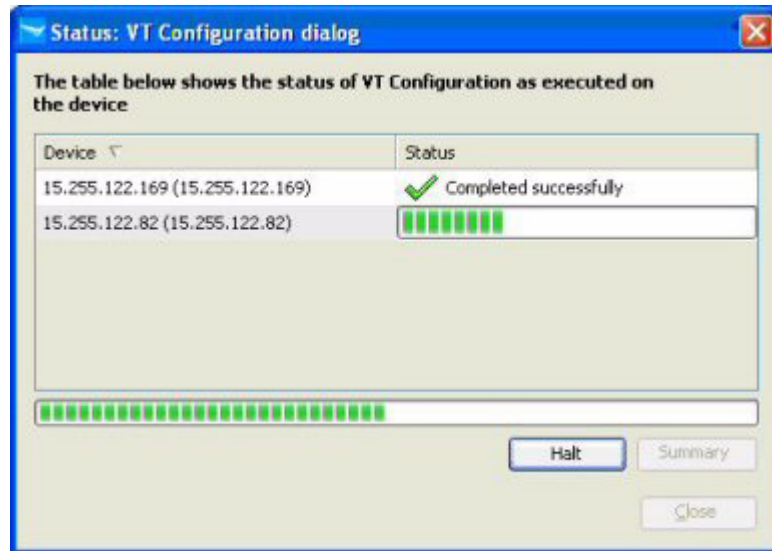 Status: VT Configuration dialog
The table below shows the status of VT Configuration as executed on
the device
Device Status
15.255.122.169 (15.255.122.169) Completed successfully
15.255.122.82 (15.255.122.82)
Halt Summary
Close